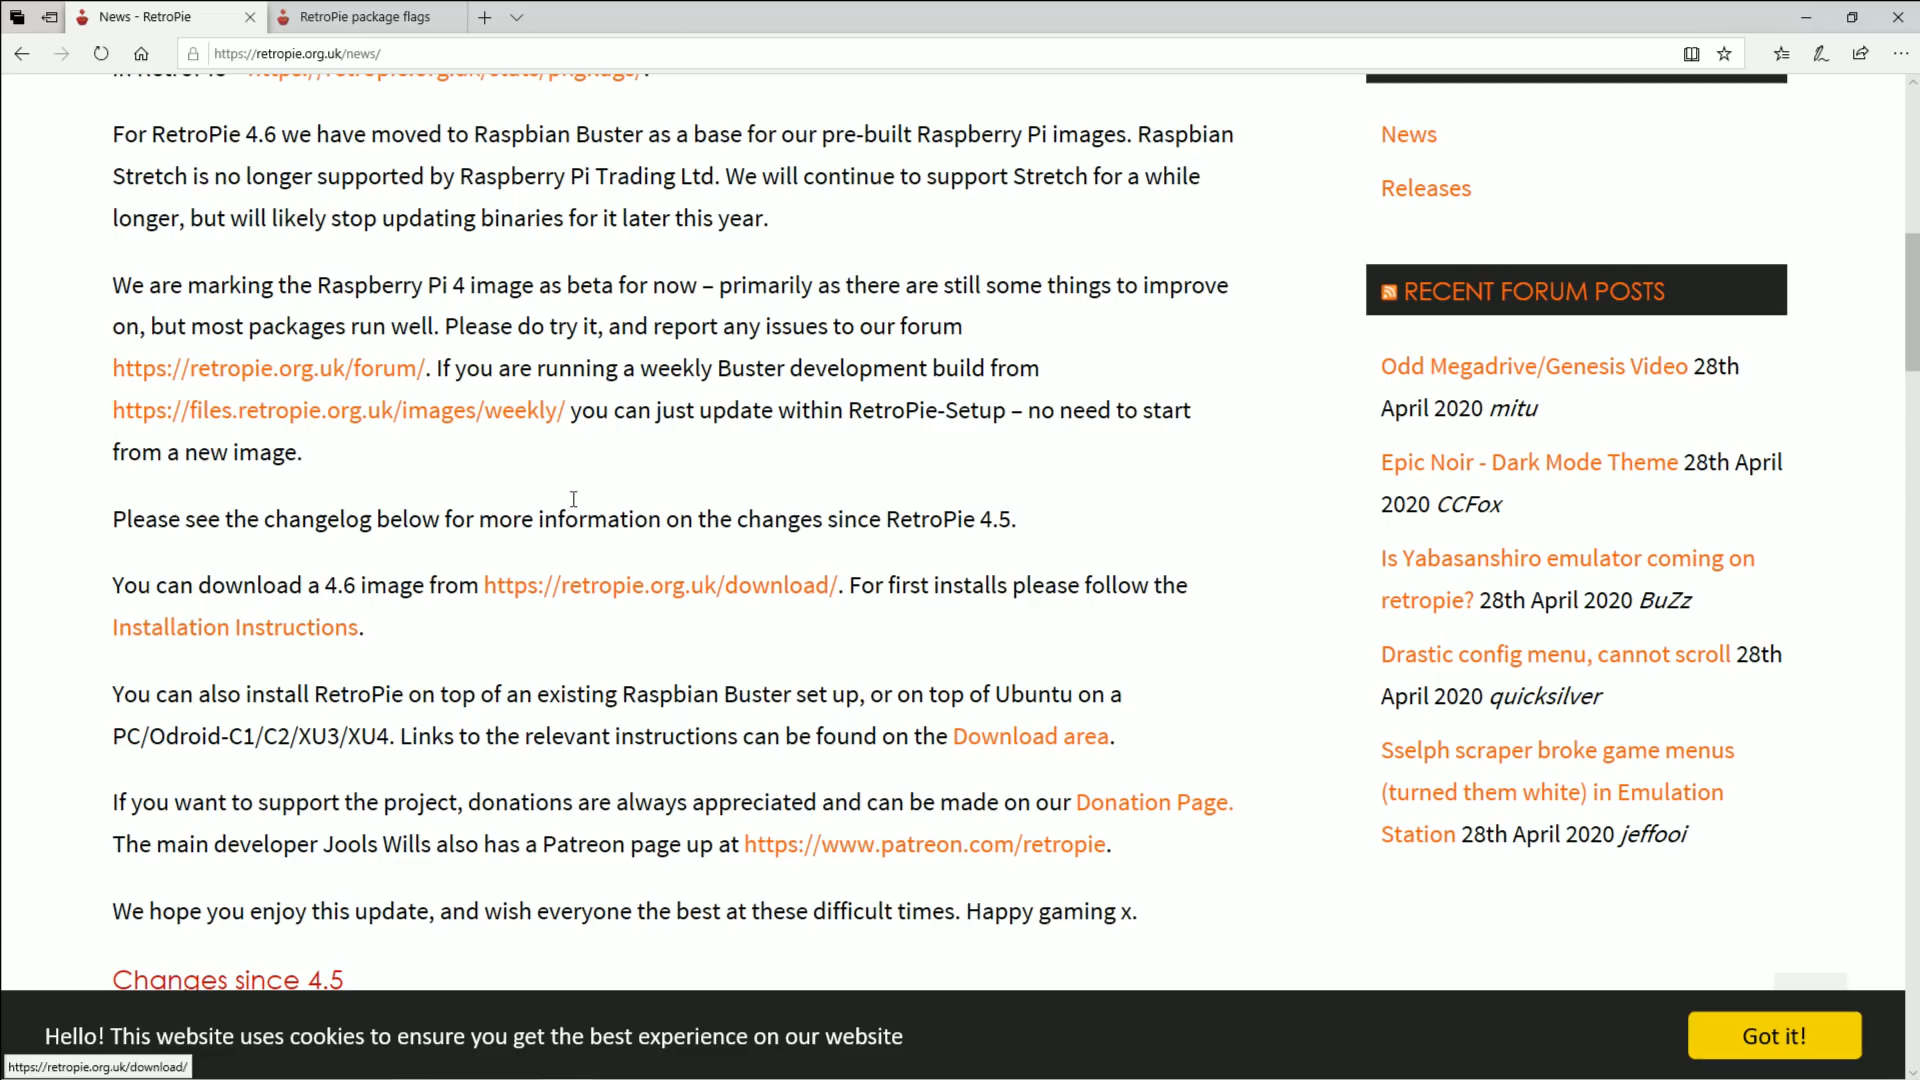 News - RetroPie
RetroPie package flags
https://retropie.org.uk/news/
in RetroPie - https://retropie.org.uk/stats/pkgflags/.
For RetroPie 4.6 we have moved to Raspbian Buster as a base for our pre-built Raspberry Pi images. Raspbian
Stretch is no longer supported by Raspberry Pi Trading Ltd. We will continue to support Stretch for a while
longer, but will likely stop updating binaries for it later this year.
We are marking the Raspberry Pi 4 image as beta for now – primarily as there are still some things to improve
on, but most packages run well. Please do try it, and report any issues to our forum
https://retropie.org.uk/forum/. If you are running a weekly Buster development build from
https://files.retropie.org.uk/images/weekly/ you can just update within RetroPie-Setup – no need to start
from a new image.
Please see the changelog below for more information on the changes since RetroPie 4.5.
You can download a 4.6 image from https://retropie.org.uk/download/. For first installs please follow the
Installation Instructions.
You can also install RetroPie on top of an existing Raspbian Buster set up, or on top of Ubuntu on a
PC/Odroid-C1/C2/XU3/XU4. Links to the relevant instructions can be found on the Download area.
If you want to support the project, donations are always appreciated and can be made on our Donation Page.
The main developer Jools Wills also has a Patreon page up at https://www.patreon.com/retropie.
We hope you enjoy this update, and wish everyone the best at these difficult times. Happy gaming x.
Changes since 4.5
News
Releases
RECENT FORUM POSTS
Odd Megadrive/Genesis Video 28th
April 2020 mitu
Epic Noir - Dark Mode Theme 28th April
2020 CCFox
Is Yabasanshiro emulator coming on
retropie? 28th April 2020 BuZz
Drastic config menu, cannot scroll 28th
April 2020 quicksilver
Sselph scraper broke game menus
(turned them white) in Emulation
Station 28th April 2020 jeffooi
Hello! This website uses cookies to ensure you get the best experience on our website
Got it!
https://retropie.org.uk/download/